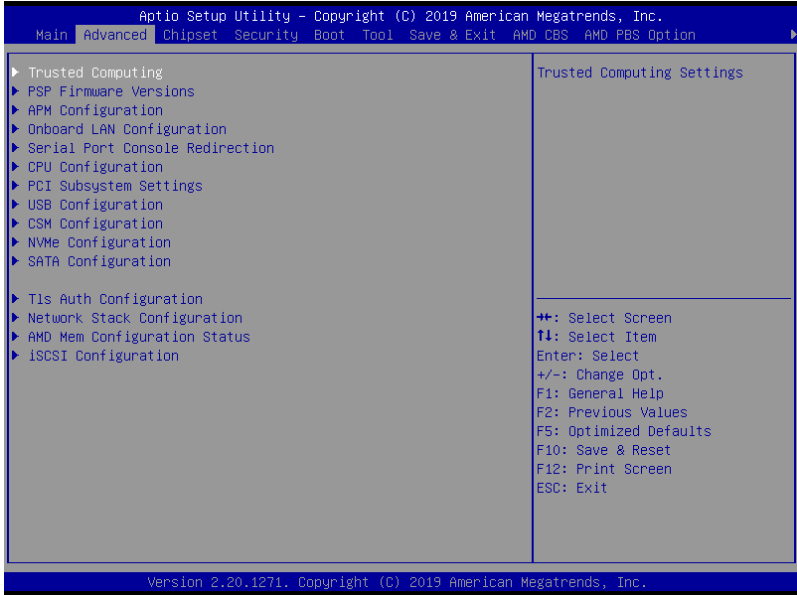 Aptio Setup Utility – Copyright (C) 2019 American Megatrends, Inc.
Main Advanced Chipset Security Boot Tool Save & Exit AMD CBS AMD PBS Option
Trusted Computing
PSP Firmware Versions
APM Configuration
Onboard LAN Configuration
Serial Port Console Redirection
CPU Configuration
PCI Subsystem Settings
USB Configuration
CSM Configuration
NVMe Configuration
SATA Configuration
Tls Auth Configuration
Network Stack Configuration
AMD Mem Configuration Status
iSCSI Configuration
Trusted Computing Settings
→←: Select Screen
↑↓: Select Item
Enter: Select
+/-: Change Opt.
F1: General Help
F2: Previous Values
F5: Optimized Defaults
F10: Save & Reset
F12: Print Screen
ESC: Exit
Version 2.20.1271. Copyright (C) 2019 American Megatrends, Inc.